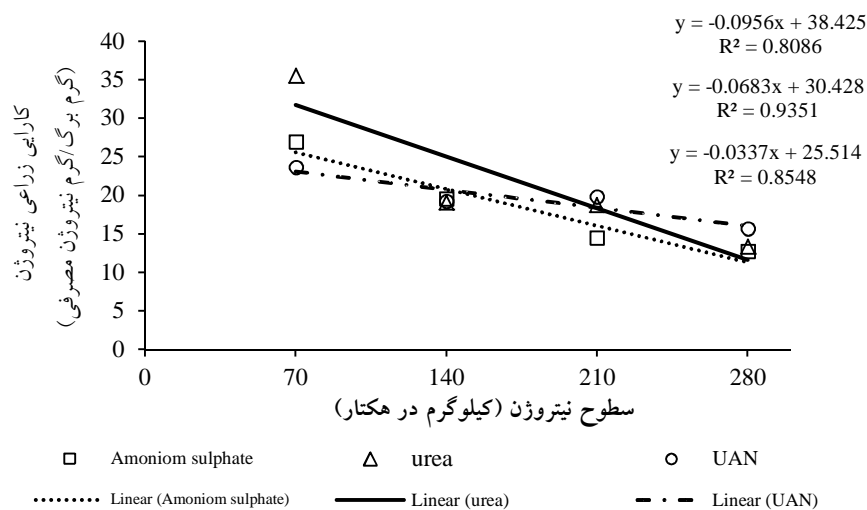 y = -0.0956x + 38.425
R² = 0.8086
y = -0.0683x + 30.428
R² = 0.9351
y = -0.0337x + 25.514
R² = 0.8548
کارایی زراعی نیتروژن
(گرم برگ/گرم نیتروژن مصرفی)
40
35
30
25
20
15
10
5
0
0 70 140 210 280
سطوح نیتروژن (کیلوگرم در هکتار)
Amoniom sulphate urea UAN
Linear (Amoniom sulphate) Linear (urea) Linear (UAN)